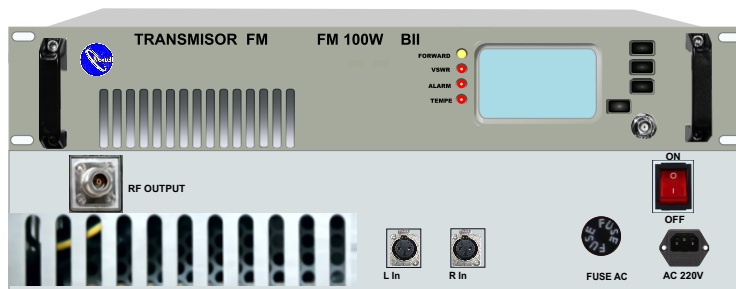 TRANSMISOR FM FM 100W BII
FORWARD
VSWR
ALARM
TEMPE
RF OUTPUT
ON
O
I
OFF
L In
R In
FUSE FUSE
FUSE AC
AC 220V